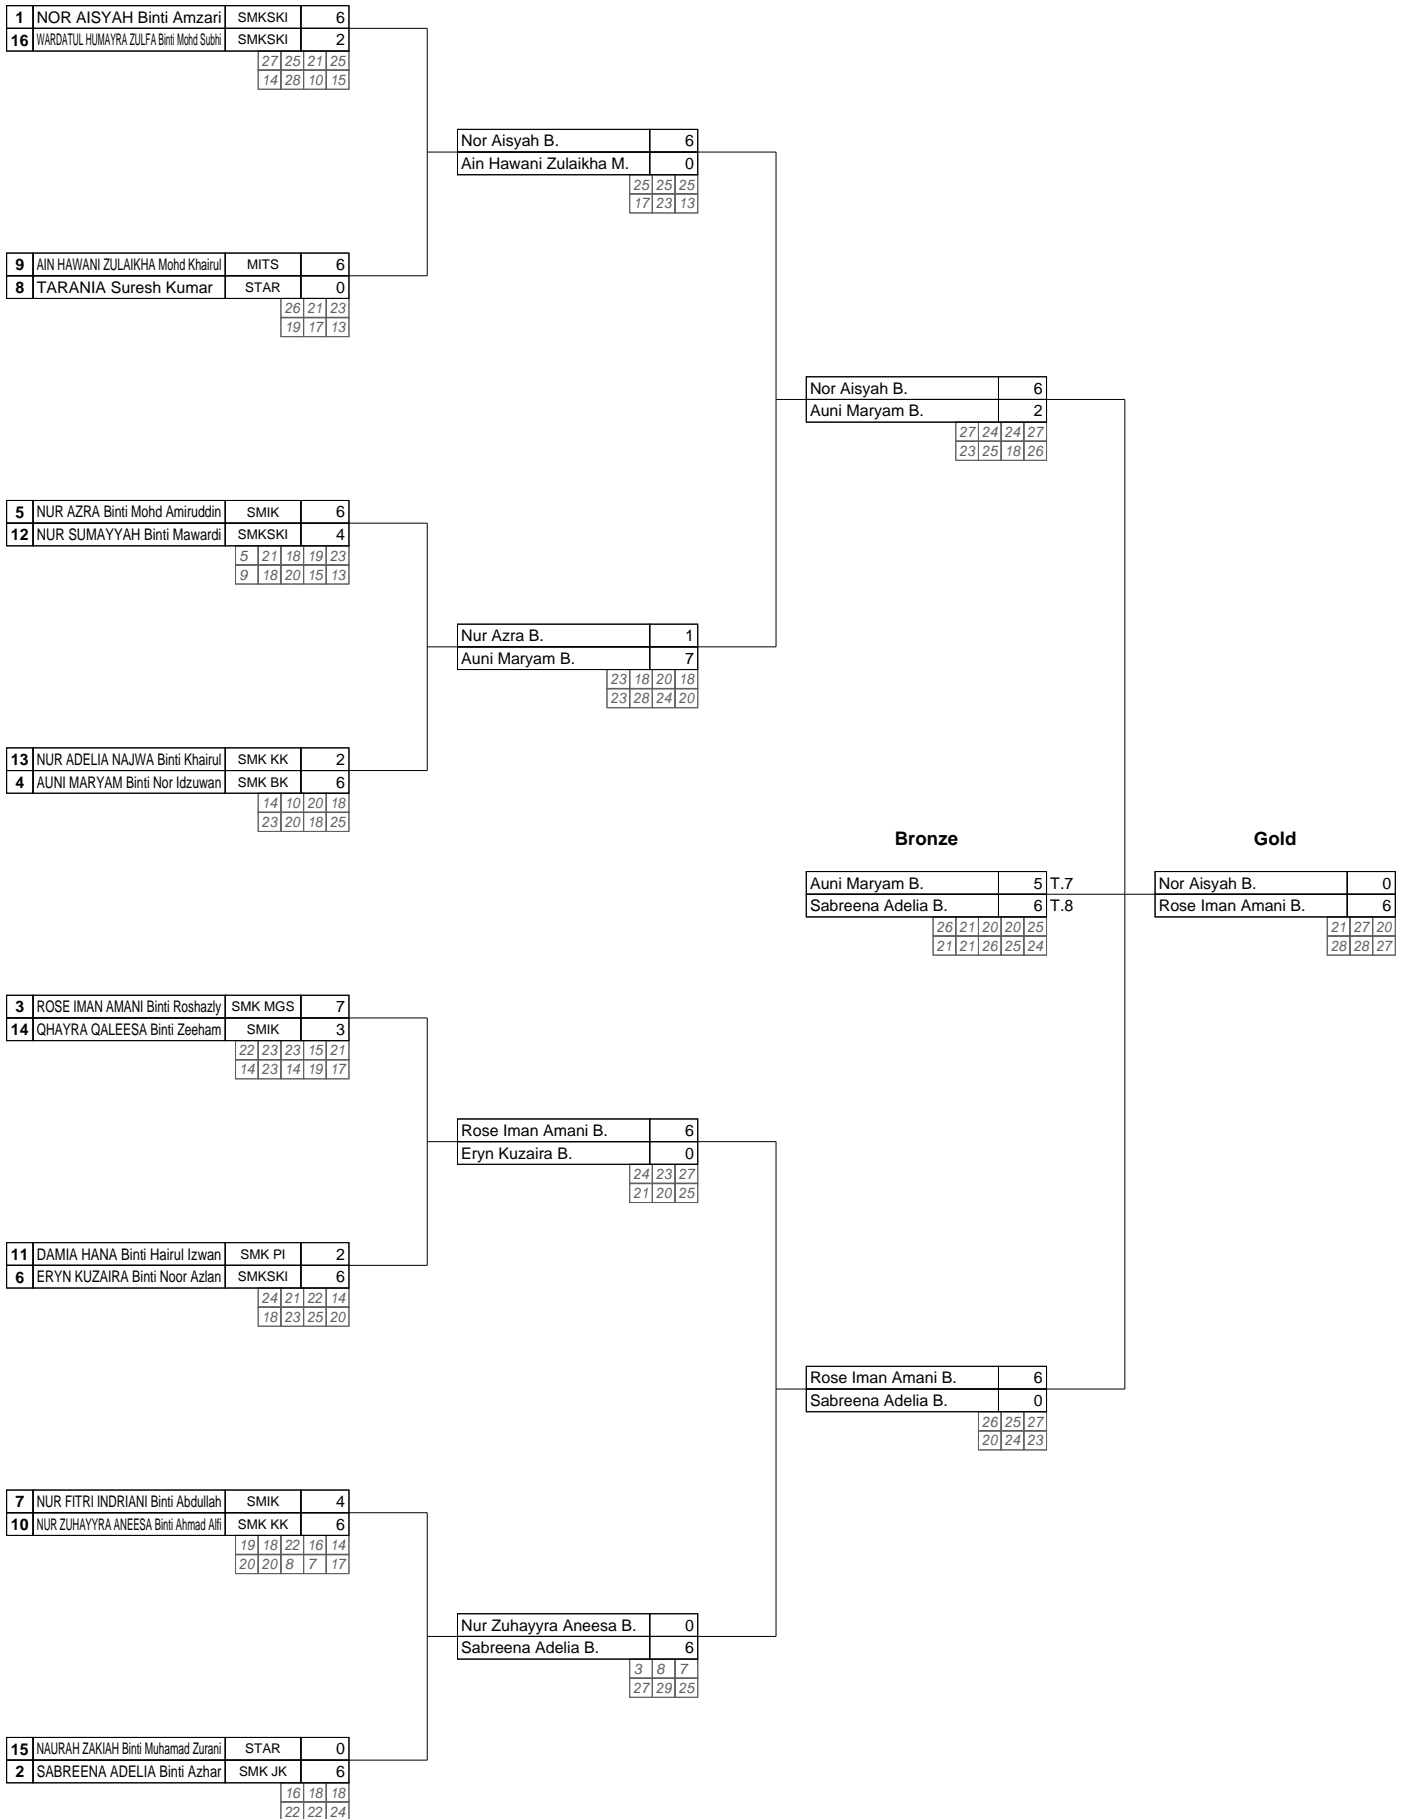 1 NOR AISYAH Binti Amzari SMKSKI 6
16 WARDATUL HUMAYRA ZULFA Binti Mohd Subhi SMKSKI 2
27 25 21 25
14 28 10 15
Nor Aisyah B. 6
Ain Hawani Zulaikha M. 0
25 25 25
17 23 13
9 AIN HAWANI ZULAIKHA Mohd Khairul MITS 6
8 TARANIA Suresh Kumar STAR 0
26 21 23
19 17 13
Nor Aisyah B. 6
Auni Maryam B. 2
27 24 24 27
23 25 18 26
5 NUR AZRA Binti Mohd Amiruddin SMIK 6
12 NUR SUMAYYAH Binti Mawardi SMKSKI 4
5 21 18 19 23
9 18 20 15 13
Nur Azra B. 1
Auni Maryam B. 7
23 18 20 18
23 28 24 20
13 NUR ADELIA NAJWA Binti Khairul SMK KK 2
4 AUNI MARYAM Binti Nor Idzuwan SMK BK 6
14 10 20 18
23 20 18 25
Bronze
Auni Maryam B. 5 T.7
Sabreena Adelia B. 6 T.8
26 21 20 20 25
21 21 26 25 24
Gold
Nor Aisyah B. 0
Rose Iman Amani B. 6
21 27 20
28 28 27
3 ROSE IMAN AMANI Binti Roshazly SMK MGS 7
14 QHAYRA QALEESA Binti Zeeham SMIK 3
22 23 23 15 21
14 23 14 19 17
Rose Iman Amani B. 6
Eryn Kuzaira B. 0
24 23 27
21 20 25
11 DAMIA HANA Binti Hairul Izwan SMK PI 2
6 ERYN KUZAIRA Binti Noor Azlan SMKSKI 6
24 21 22 14
18 23 25 20
Rose Iman Amani B. 6
Sabreena Adelia B. 0
26 25 27
20 24 23
7 NUR FITRI INDRIANI Binti Abdullah SMIK 4
10 NUR ZUHAYYRA ANEESA Binti Ahmad Alfi SMK KK 6
19 18 22 16 14
20 20 8 7 17
Nur Zuhayyra Aneesa B. 0
Sabreena Adelia B. 6
3 8 7
27 29 25
15 NAURAH ZAKIAH Binti Muhamad Zurani STAR 0
2 SABREENA ADELIA Binti Azhar SMK JK 6
16 18 18
22 22 24